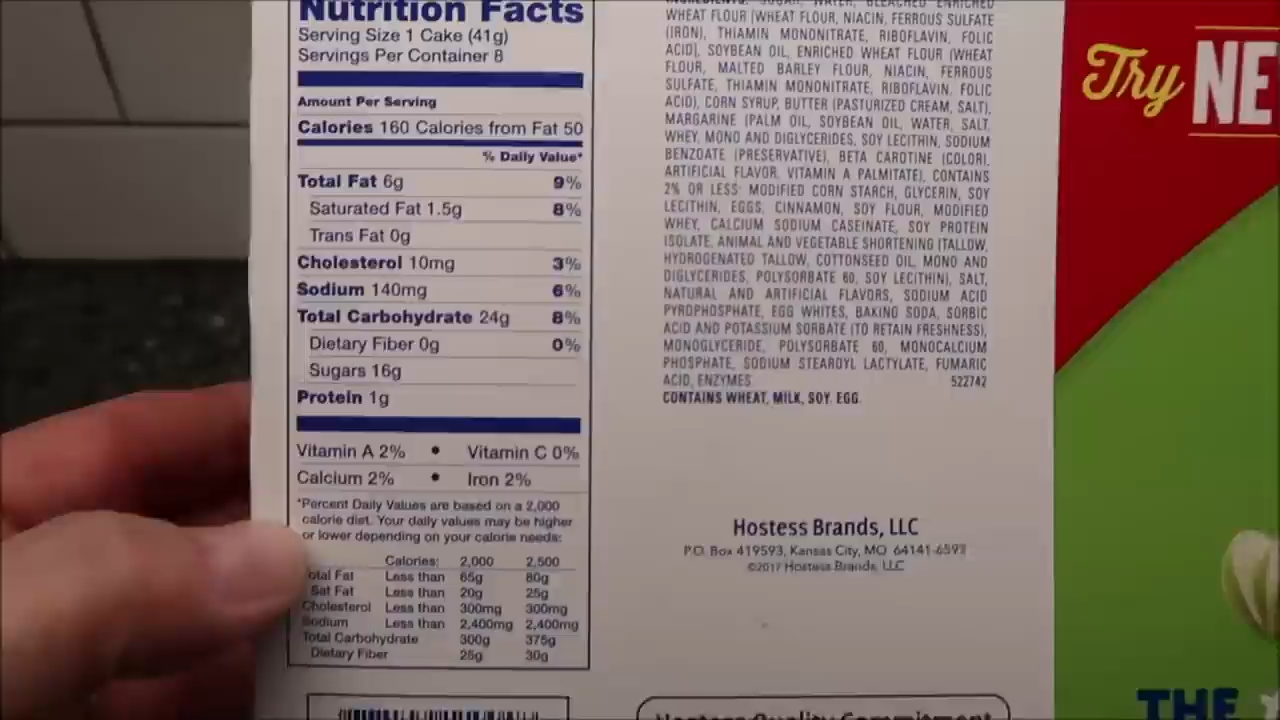 Nutrition Facts
Serving Size 1 Cake (41g)
Servings Per Container 8
Amount Per Serving
Calories 160 Calories from Fat 50
% Daily Value*
Total Fat 6g 9%
Saturated Fat 1.5g 8%
Trans Fat 0g
Cholesterol 10mg 3%
Sodium 140mg 6%
Total Carbohydrate 24g 8%
Dietary Fiber 0g 0%
Sugars 16g
Protein 1g
Vitamin A 2% • Vitamin C 0%
Calcium 2% • Iron 2%
*Percent Daily Values are based on a 2,000
calorie diet. Your daily values may be higher
or lower depending on your calorie needs:
Calories: 2,000 2,500
Total Fat Less than 65g 80g
Sat Fat Less than 20g 25g
Cholesterol Less than 300mg 300mg
Sodium Less than 2,400mg 2,400mg
Total Carbohydrate 300g 375g
Dietary Fiber 25g 30g
INGREDIENTS: SUGAR, WATER, BLEACHED ENRICHED
WHEAT FLOUR (WHEAT FLOUR, NIACIN, FERROUS SULFATE
(IRON), THIAMIN MONONITRATE, RIBOFLAVIN, FOLIC
ACID), SOYBEAN OIL, ENRICHED WHEAT FLOUR (WHEAT
FLOUR, MALTED BARLEY FLOUR, NIACIN, FERROUS
SULFATE, THIAMIN MONONITRATE, RIBOFLAVIN, FOLIC
ACID), CORN SYRUP, BUTTER (PASTURIZED CREAM, SALT),
MARGARINE (PALM OIL, SOYBEAN OIL, WATER, SALT,
WHEY, MONO AND DIGLYCERIDES, SOY LECITHIN, SODIUM
BENZOATE (PRESERVATIVE), BETA CAROTINE (COLOR),
ARTIFICIAL FLAVOR, VITAMIN A PALMITATE), CONTAINS
2% OR LESS: MODIFIED CORN STARCH, GLYCERIN, SOY
LECITHIN, EGGS, CINNAMON, SOY FLOUR, MODIFIED
WHEY, CALCIUM SODIUM CASEINATE, SOY PROTEIN
ISOLATE, ANIMAL AND VEGETABLE SHORTENING (TALLOW,
HYDROGENATED TALLOW, COTTONSEED OIL, MONO AND
DIGLYCERIDES, POLYSORBATE 60, SOY LECITHIN), SALT,
NATURAL AND ARTIFICIAL FLAVORS, SODIUM ACID
PYROPHOSPHATE, EGG WHITES, BAKING SODA, SORBIC
ACID AND POTASSIUM SORBATE (TO RETAIN FRESHNESS),
MONOGLYCERIDE, POLYSORBATE 60, MONOCALCIUM
PHOSPHATE, SODIUM STEAROYL LACTYLATE, FUMARIC
ACID, ENZYMES. 522742
CONTAINS WHEAT, MILK, SOY, EGG.
Hostess Brands, LLC
P.O. Box 419593, Kansas City, MO 64141-6593
©2017 Hostess Brands, LLC
Hostess Quality Commitment
Try NE
THE